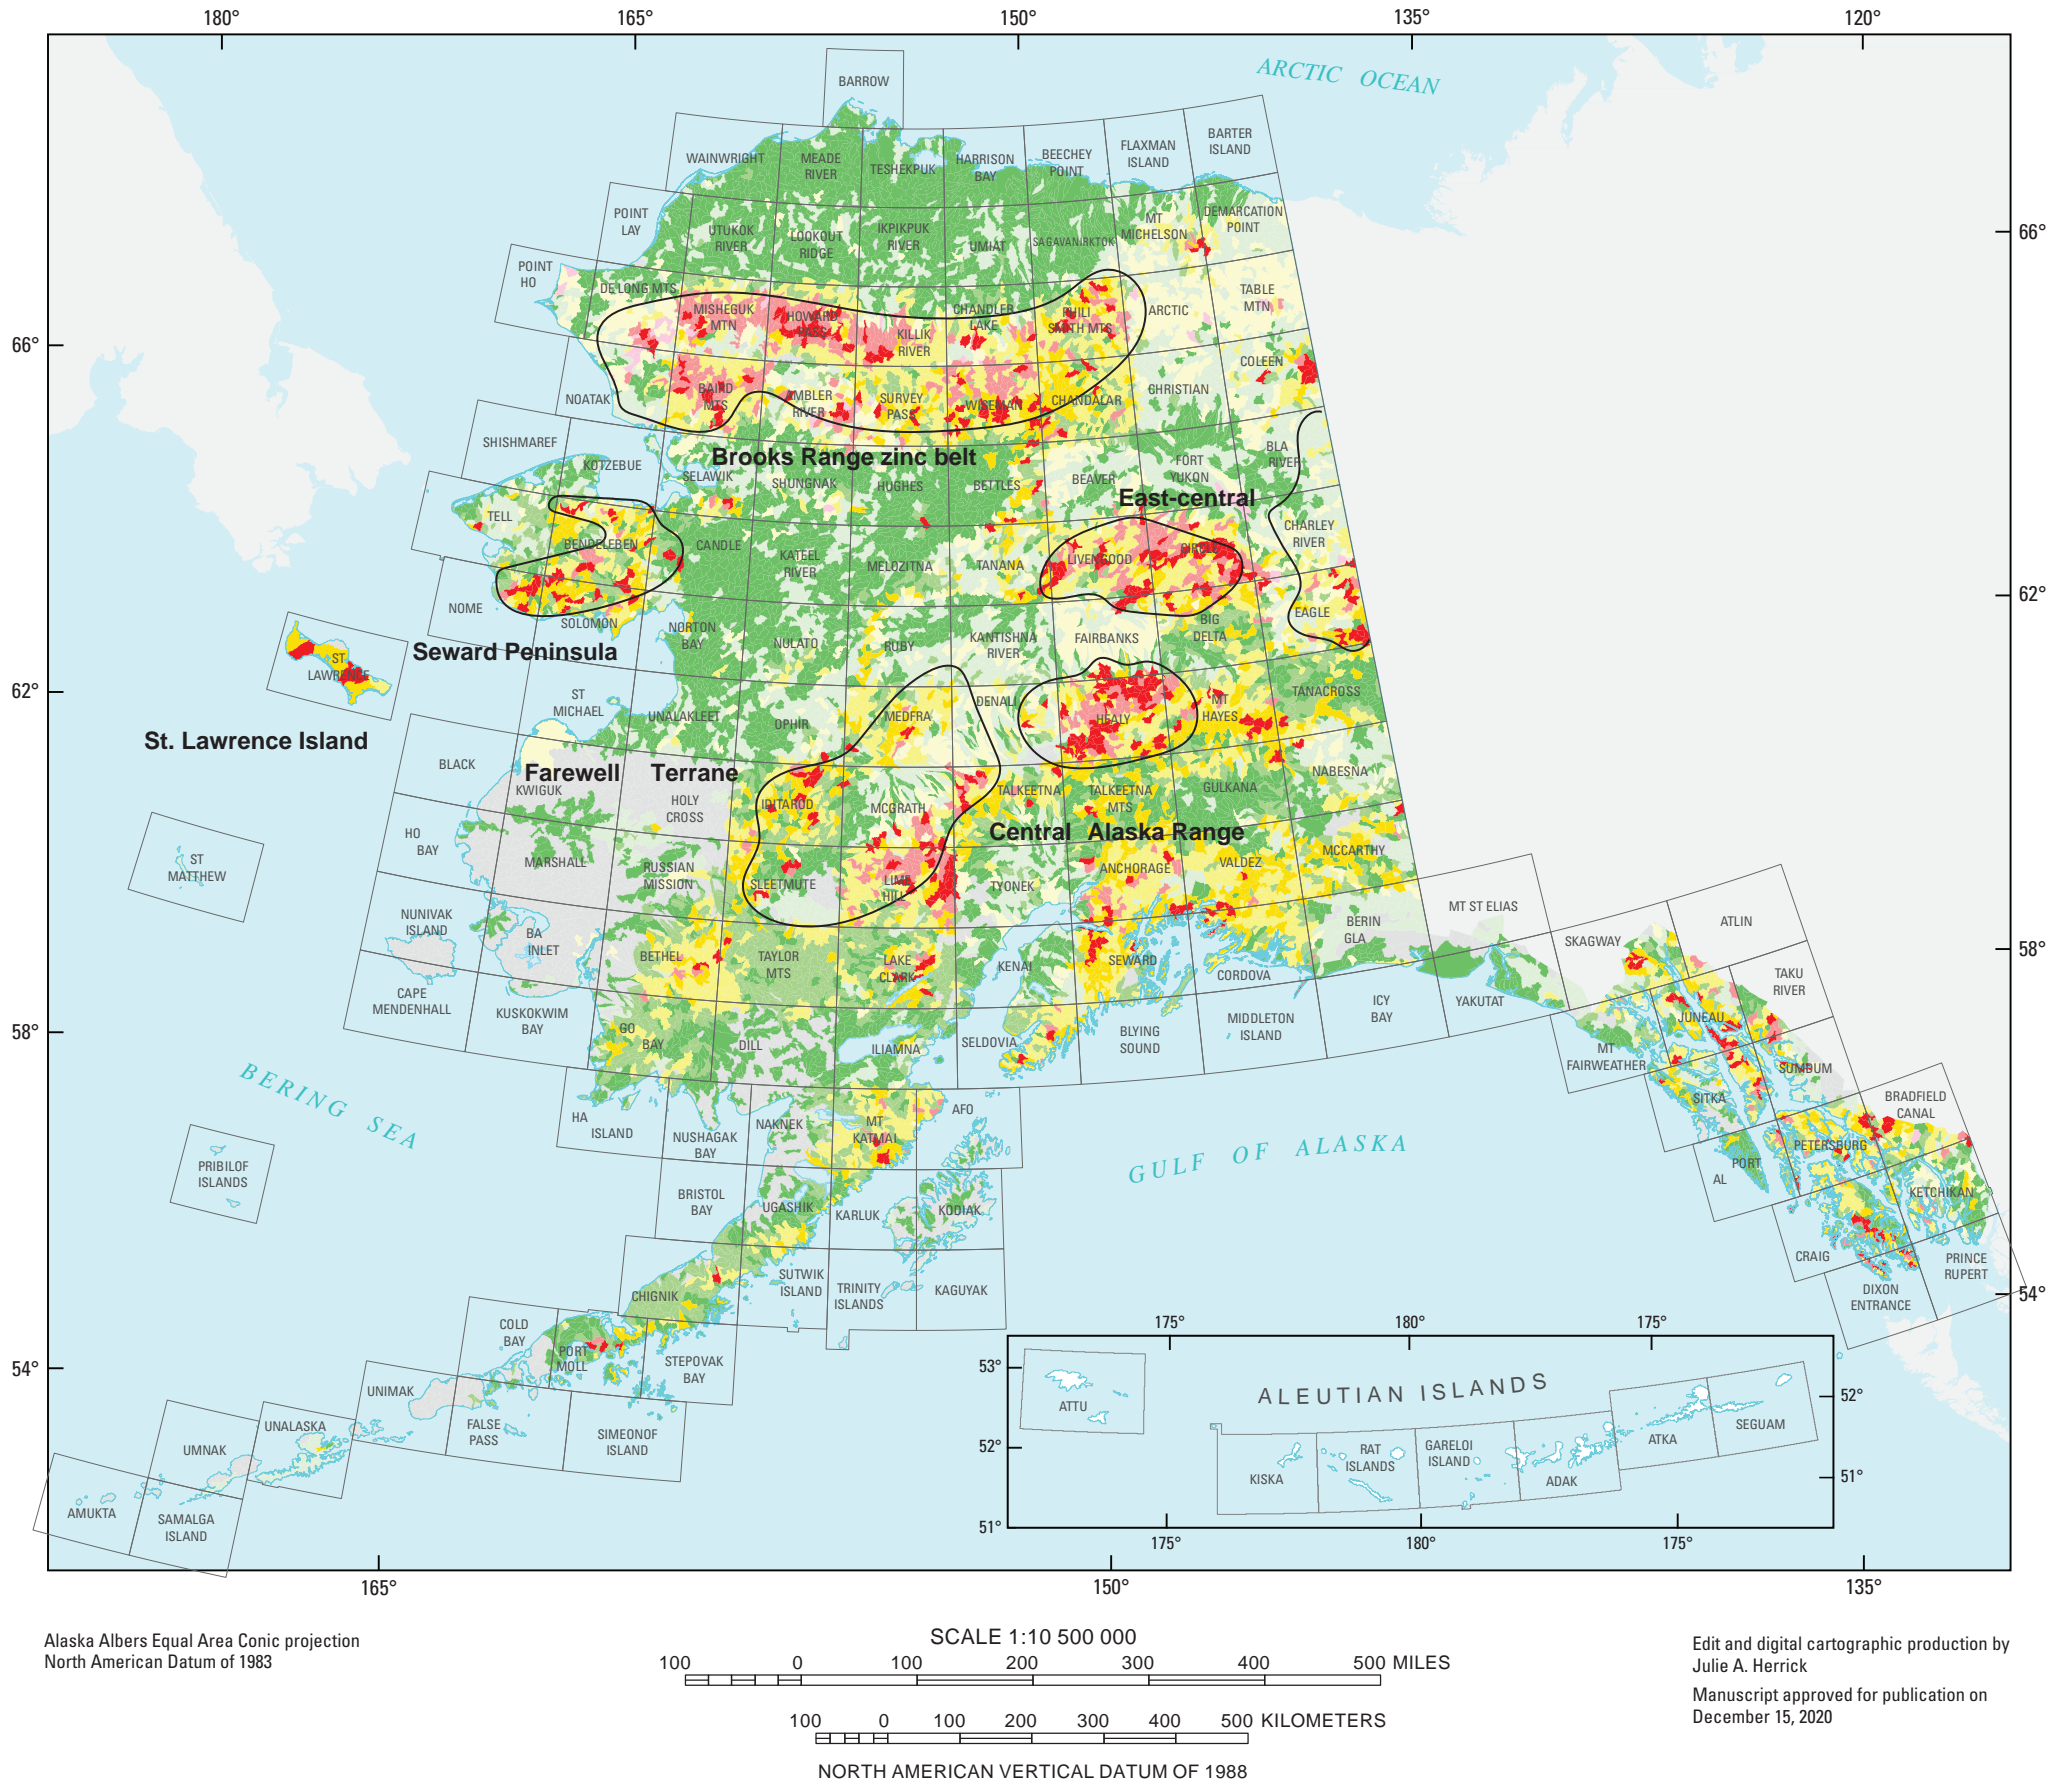 180°
165°
150°
135°
120°
ARCTIC OCEAN
BARROW
WAINWRIGHT
MEADE
RIVER
TESHEKPUK
HARRISON
BAY
BEECHEY
POINT
FLAXMAN
ISLAND
BARTER
ISLAND
POINT
LAY
UTUKOK
RIVER
LOOKOUT
RIDGE
IKPIKPUK
RIVER
UMIAT
SAGAVANIRKTOK
MT
MICHELSON
DEMARCATION
POINT
66°
66°
POINT
HO
DE LONG MTS
MISHEGUK
MTN
HOWARD
PASS
KILLIK
RIVER
CHANDLER
LAKE
PHILI
SMITH MTS
ARCTIC
TABLE
MTN
NOATAK
BAIRD
MTS
AMBLER
RIVER
SURVEY
PASS
WISEMAN
CHANDALAR
CHRISTIAN
COLEEN
SHISHMAREF
KOTZEBUE
SELAWIK
Brooks Range zinc belt
SHUNGNAK
HUGHES
BETTLES
BEAVER
FORT
YUKON
BLA
RIVER
East-central
TELL
BENDELEBEN
CANDLE
KATEEL
RIVER
MELOZITNA
TANANA
LIVENGOOD
CIRCLE
CHARLEY
RIVER
62°
62°
NOME
SOLOMON
NORTON
BAY
NULATO
RUBY
KANTISHNA
RIVER
FAIRBANKS
BIG
DELTA
EAGLE
Seward Peninsula
ST
LAWRENCE
St. Lawrence Island
ST
MICHAEL
UNALAKLEET
OPHIR
MEDFRA
DENALI
HEALY
MT
HAYES
TANACROSS
BLACK
KWIGUK
Farewell Terrane
HOLY
CROSS
IDITAROD
MCGRATH
TALKEETNA
TALKEETNA
MTS
GULKANA
NABESNA
Central Alaska Range
HO
BAY
MARSHALL
RUSSIAN
MISSION
SLEETMUTE
LIME
HILL
TYONEK
ANCHORAGE
VALDEZ
MCCARTHY
ST
MATTHEW
NUNIVAK
ISLAND
BA
INLET
BETHEL
TAYLOR
MTS
LAKE
CLARK
KENAI
SEWARD
CORDOVA
BERIN
GLA
MT ST ELIAS
SKAGWAY
ATLIN
58°
58°
CAPE
MENDENHALL
KUSKOKWIM
BAY
GO
BAY
DILL
ILIAMNA
SELDOVIA
BLYING
SOUND
MIDDLETON
ISLAND
ICY
BAY
YAKUTAT
MT
FAIRWEATHER
JUNEAU
TAKU
RIVER
BERING SEA
HA
ISLAND
NUSHAGAK
BAY
NAKNEK
MT
KATMAI
AFO
GULF OF ALASKA
SITKA
SUMDUM
BRADFIELD
CANAL
PRIBILOF
ISLANDS
BRISTOL
BAY
UGASHIK
KARLUK
KODIAK
PORT
AL
PETERSBURG
KETCHIKAN
CHIGNIK
SUTWIK
ISLAND
TRINITY
ISLANDS
KAGUYAK
CRAIG
DIXON
ENTRANCE
PRINCE
RUPERT
54°
54°
COLD
BAY
PORT
MOLL
STEPOVAK
BAY
UNIMAK
FALSE
PASS
SIMEONOF
ISLAND
UNALASKA
UMNAK
AMUKTA
SAMALGA
ISLAND
175°
180°
175°
53°
52°
51°
52°
51°
ALEUTIAN ISLANDS
ATTU
KISKA
RAT
ISLANDS
GARELOI
ISLAND
ADAK
ATKA
SEGUAM
175°
180°
175°
165°
150°
135°
Alaska Albers Equal Area Conic projection
North American Datum of 1983
SCALE 1:10 500 000
100 0 100 200 300 400 500 MILES
100 0 100 200 300 400 500 KILOMETERS
NORTH AMERICAN VERTICAL DATUM OF 1988
Edit and digital cartographic production by
Julie A. Herrick
Manuscript approved for publication on
December 15, 2020